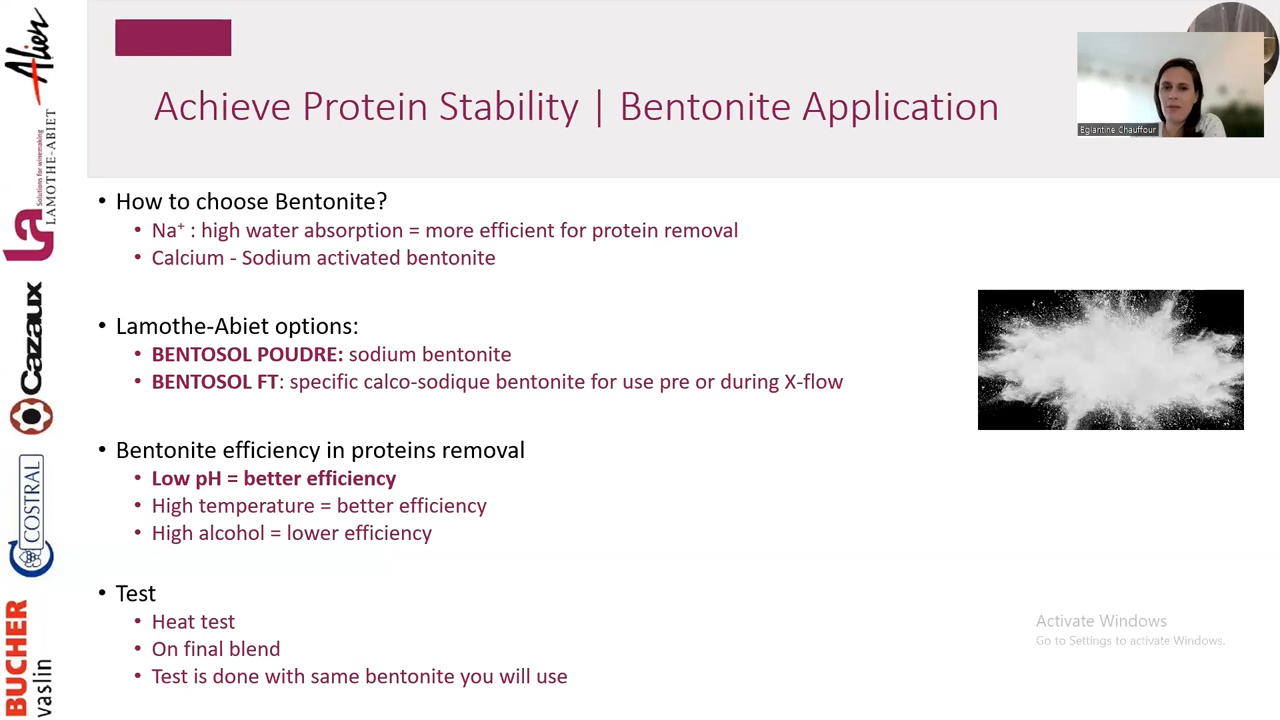 Alien
Solutions for winemaking
LAMOTHE-ABIET
La
Cazaux
COSTRAL
BUCHER
vaslin
Achieve Protein Stability | Bentonite Application
Eglantine Chauffour
• How to choose Bentonite?
• Na⁺ : high water absorption = more efficient for protein removal
• Calcium - Sodium activated bentonite
• Lamothe-Abiet options:
• BENTOSOL POUDRE: sodium bentonite
• BENTOSOL FT: specific calco-sodique bentonite for use pre or during X-flow
• Bentonite efficiency in proteins removal
• Low pH = better efficiency
• High temperature = better efficiency
• High alcohol = lower efficiency
• Test
• Heat test
• On final blend
• Test is done with same bentonite you will use
Activate Windows
Go to Settings to activate Windows.